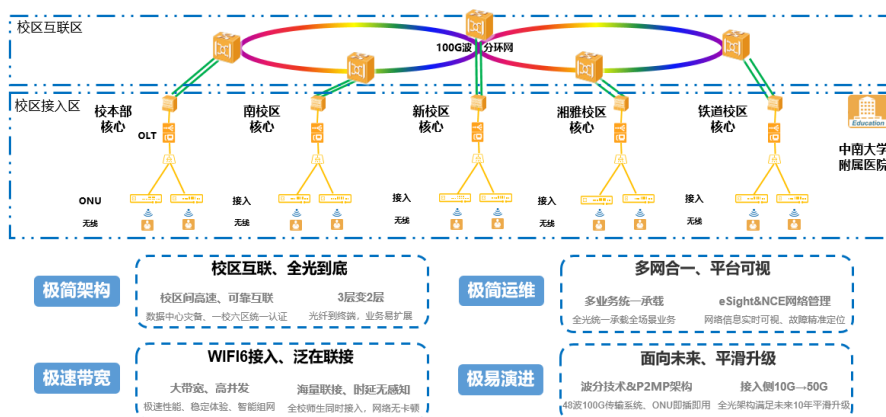 校区互联区
100G波分环网
校区接入区
校本部
核心
南校区
核心
新校区
核心
湘雅校区
核心
铁道校区
核心
Education
中南大学
附属医院
OLT
ONU
接入
接入
接入
接入
无线
无线
无线
无线
无线
极简架构
校区互联、全光到底
校区间高速、可靠互联
3层变2层
数据中心灾备、一校六区统一认证
光纤到终端，业务易扩展
极简运维
多网合一、平台可视
多业务统一承载
eSight&NCE网络管理
全光统一承载全场景业务
网络信息实时可视、故障精准定位
极速带宽
WIFI6接入、泛在联接
大带宽、高并发
海量联接、时延无感知
极速性能、稳定体验、智能组网
全校师生同时接入，网络无卡顿
极易演进
面向未来、平滑升级
波分技术&P2MP架构
接入侧10G→50G
48波100G传输系统、ONU即插即用
全光架构满足未来10年平滑升级